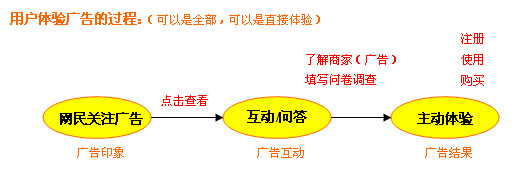 用户体验广告的过程:(可以是全部,可以是直接体验)
注册
了解商家(广告) 使用
填写问卷调查 购买
点击查看
网民关注广告 互动/问答 主动体验
广告印象 广告互动 广告结果